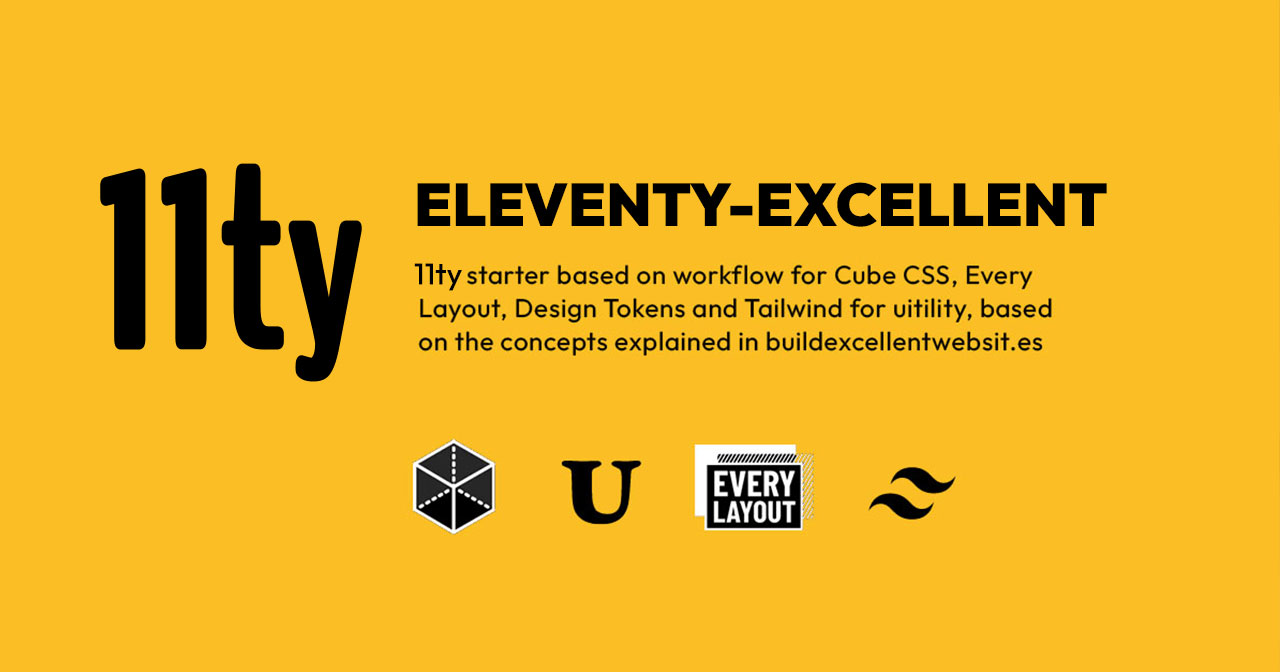 11ty
ELEVENTY-EXCELLENT
11ty starter based on workflow for Cube CSS, Every
Layout, Design Tokens and Tailwind for uitility, based
on the concepts explained in buildexcellentwebsit.es
U
EVERY
LAYOUT